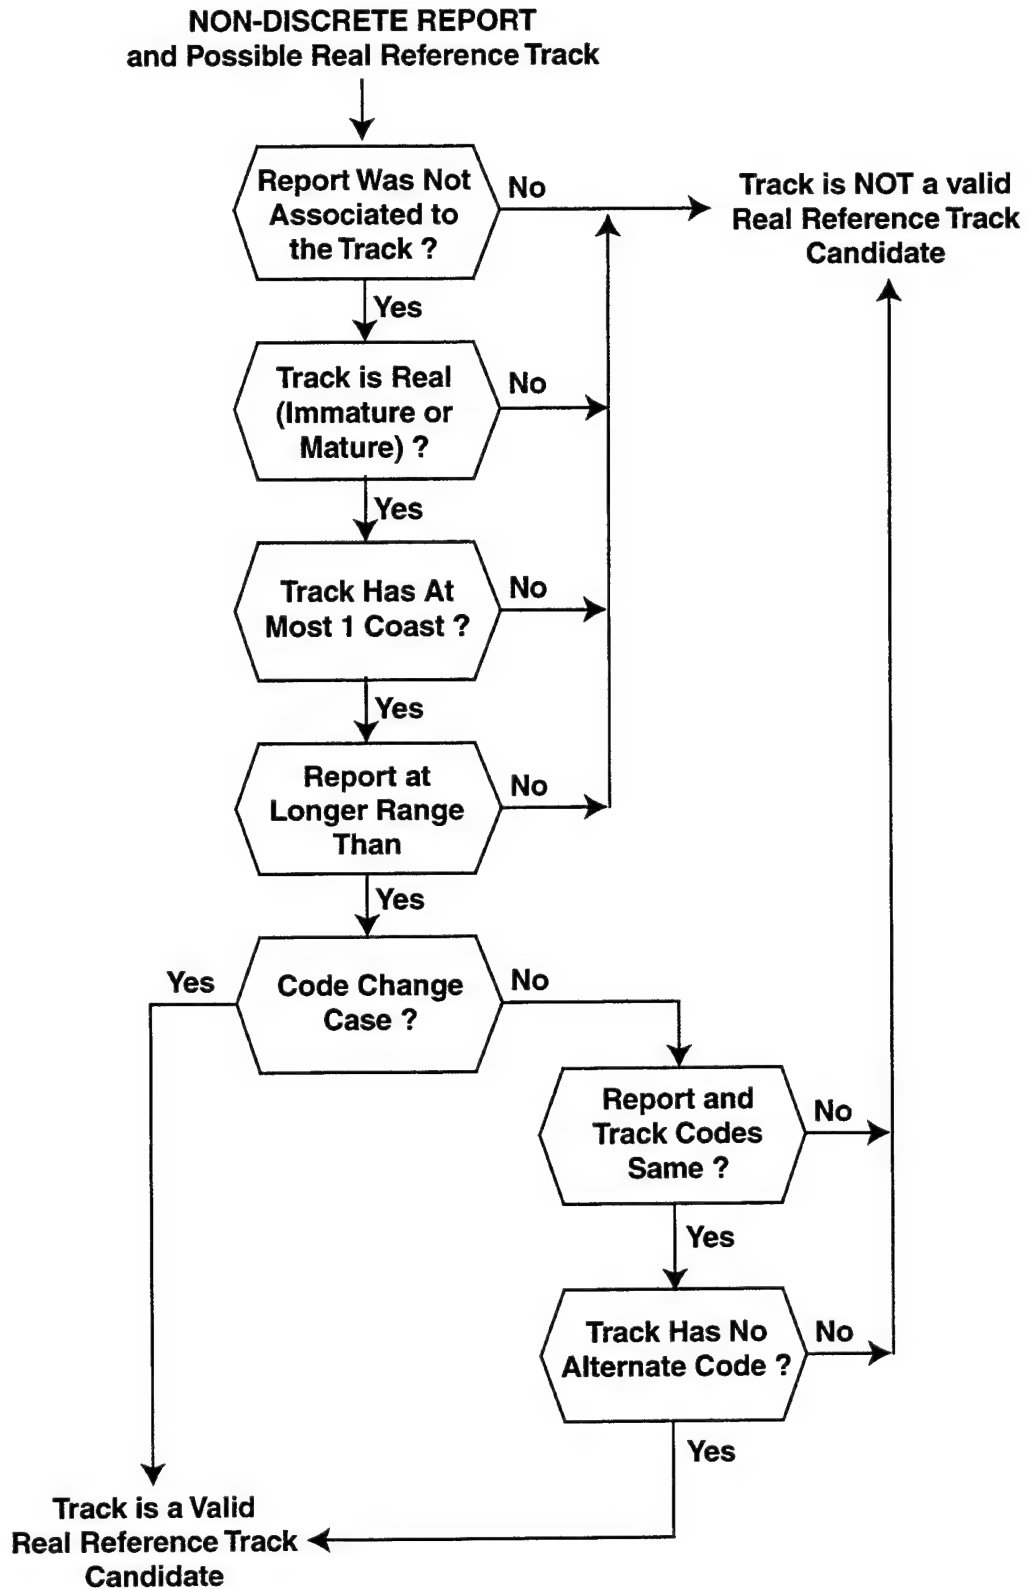 NON-DISCRETE REPORT
and Possible Real Reference Track
Report Was Not
Associated to
the Track ?
No
Track is NOT a valid
Real Reference Track
Candidate
Yes
Track is Real
(Immature or
Mature) ?
No
Yes
Track Has At
Most 1 Coast ?
No
Yes
Report at
Longer Range
Than
No
Yes
Code Change
Case ?
Yes
No
Report and
Track Codes
Same ?
No
Yes
Track Has No
Alternate Code ?
No
Yes
Track is a Valid
Real Reference Track
Candidate